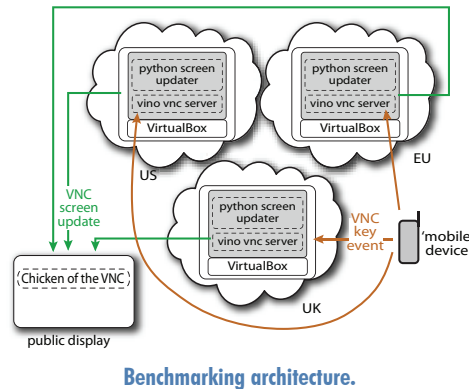 python screen
updater
vino vnc server
VirtualBox
US
python screen
updater
vino vnc server
VirtualBox
EU
VNC
screen
update
python screen
updater
vino vnc server
VirtualBox
UK
VNC
key
event
'mobile'
device
Chicken of the VNC
public display
Benchmarking architecture.